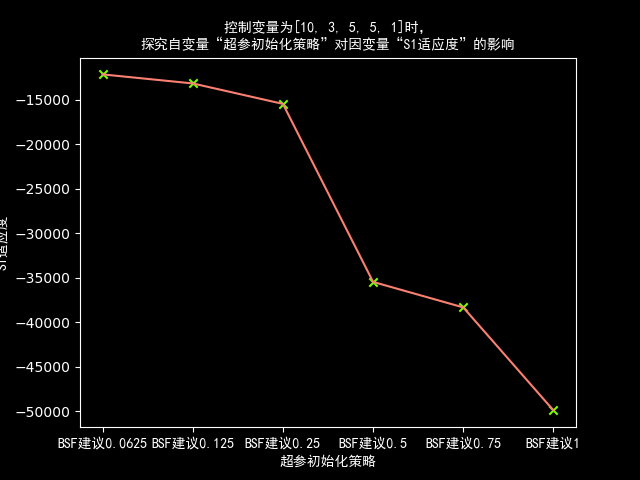 控制变量为[10, 3, 5, 5, 1]时，
探究自变量“超参初始化策略”对因变量“S1适应度”的影响
−15000
−20000
−25000
−30000
−35000
−40000
−45000
−50000
S1适应度
BSF建议0.0625 BSF建议0.125 BSF建议0.25 BSF建议0.5 BSF建议0.75 BSF建议1
超参初始化策略